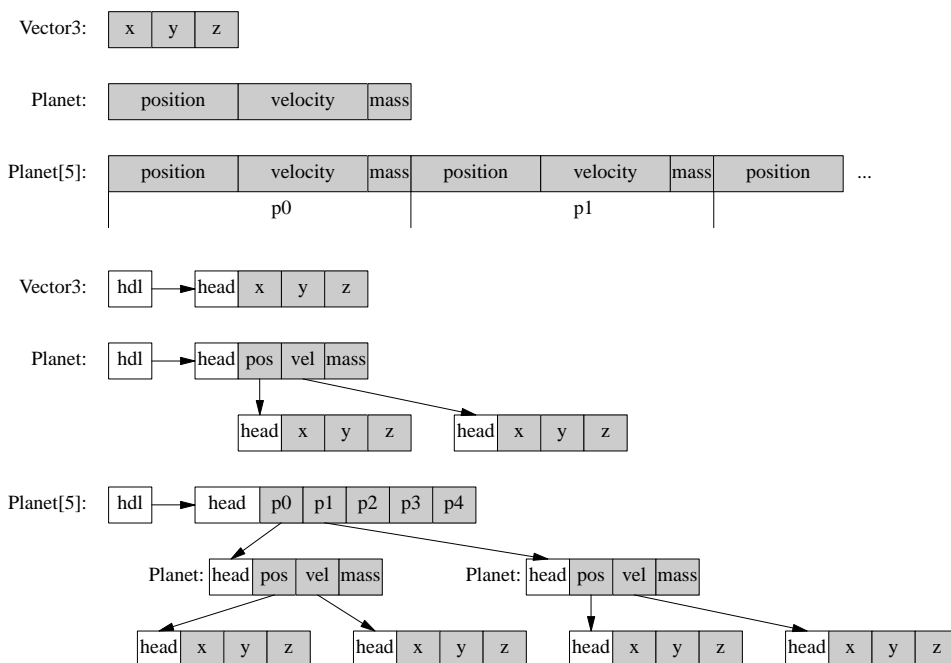 Vector3: x y z
Planet: position velocity mass
Planet[5]: position velocity mass position velocity mass position ...
p0 p1
Vector3: hdl head x y z
Planet: hdl head pos vel mass
head x y z head x y z
Planet[5]: hdl head p0 p1 p2 p3 p4
Planet: head pos vel mass Planet: head pos vel mass
head x y z head x y z head x y z head x y z